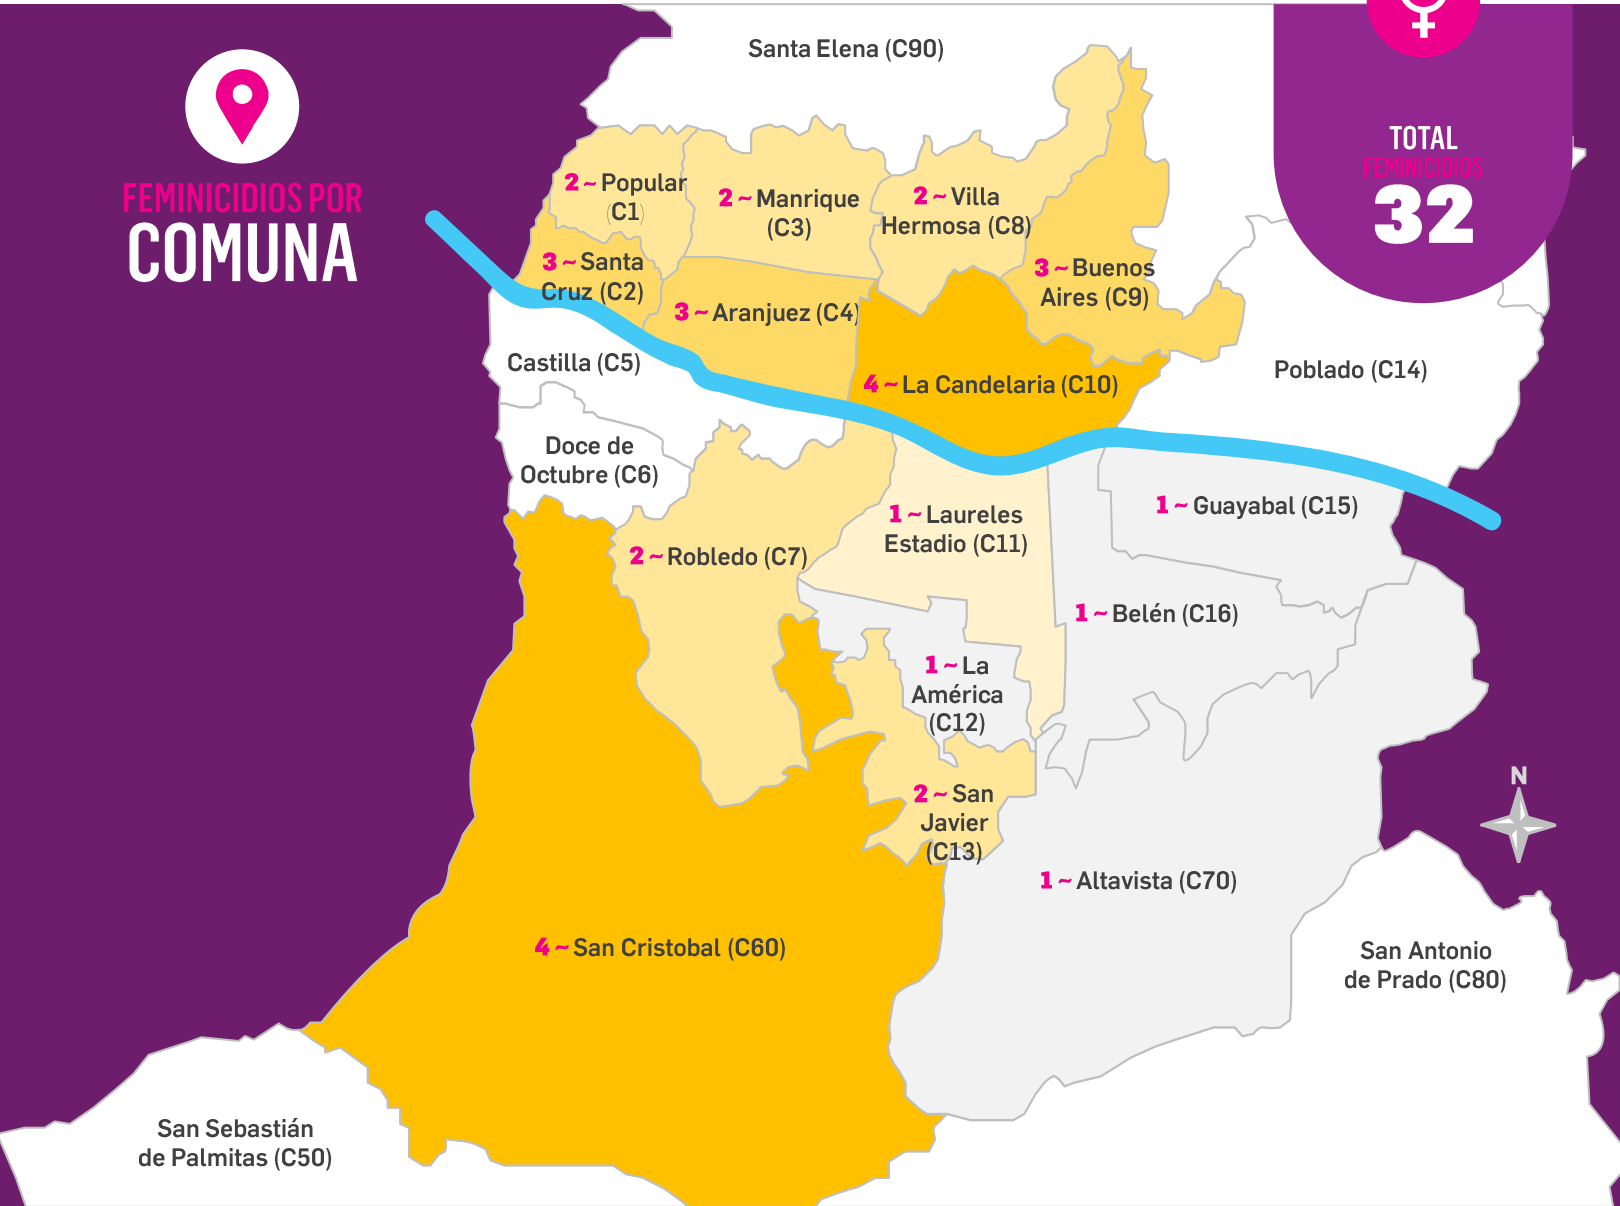 Santa Elena (C90)
FEMINICIDIOS POR
COMUNA
TOTAL
FEMINICIDIOS
32
2 ~ Popular
(C1)
2 ~ Manrique
(C3)
2 ~ Villa
Hermosa (C8)
3 ~ Santa
Cruz (C2)
3 ~ Aranjuez (C4)
3 ~ Buenos
Aires (C9)
Castilla (C5)
4 ~ La Candelaria (C10)
Poblado (C14)
Doce de
Octubre (C6)
2 ~ Robledo (C7)
1 ~ Laureles
Estadio (C11)
1 ~ Guayabal (C15)
1 ~ Belén (C16)
1 ~ La
América
(C12)
2 ~ San
Javier
(C13)
N
1 ~ Altavista (C70)
4 ~ San Cristobal (C60)
San Antonio
de Prado (C80)
San Sebastián
de Palmitas (C50)